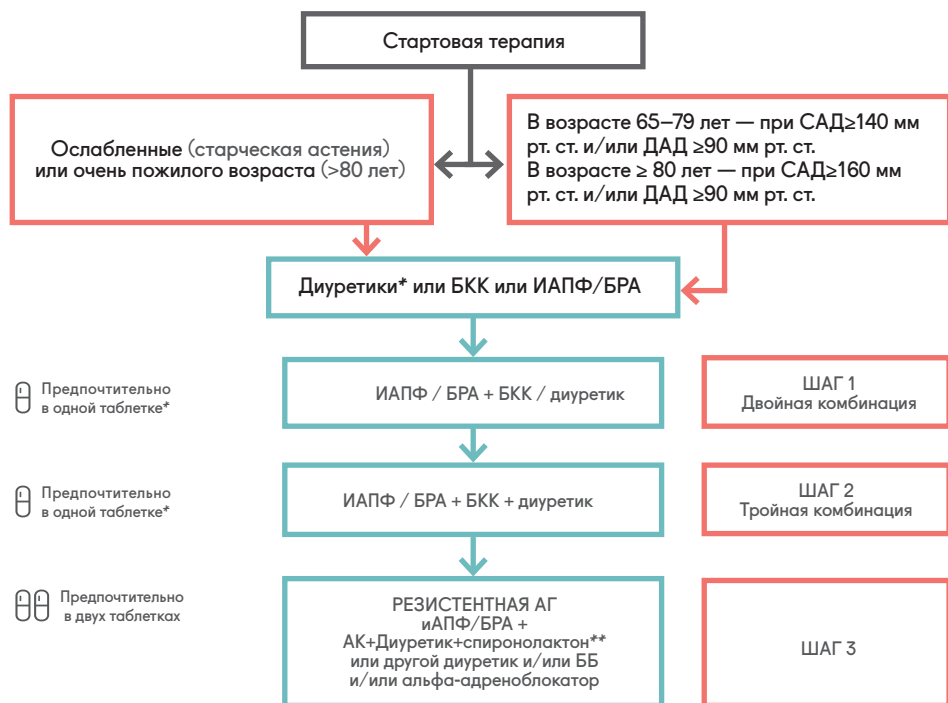 Стартовая терапия
Ослабленные (старческая астения)
или очень пожилого возраста (>80 лет)
В возрасте 65–79 лет — при САД≥140 мм
рт. ст. и/или ДАД ≥90 мм рт. ст.
В возрасте ≥ 80 лет — при САД≥160 мм
рт. ст. и/или ДАД ≥90 мм рт. ст.
Диуретики* или БКК или ИАПФ/БРА
Предпочтительно
в одной таблетке*
ИАПФ / БРА + БКК / диуретик
ШАГ 1
Двойная комбинация
Предпочтительно
в одной таблетке*
ИАПФ / БРА + БКК + диуретик
ШАГ 2
Тройная комбинация
Предпочтительно
в двух таблетках
РЕЗИСТЕНТНАЯ АГ
иАПФ/БРА +
АК+Диуретик+спиронолактон**
или другой диуретик и/или ББ
и/или альфа-адреноблокатор
ШАГ 3